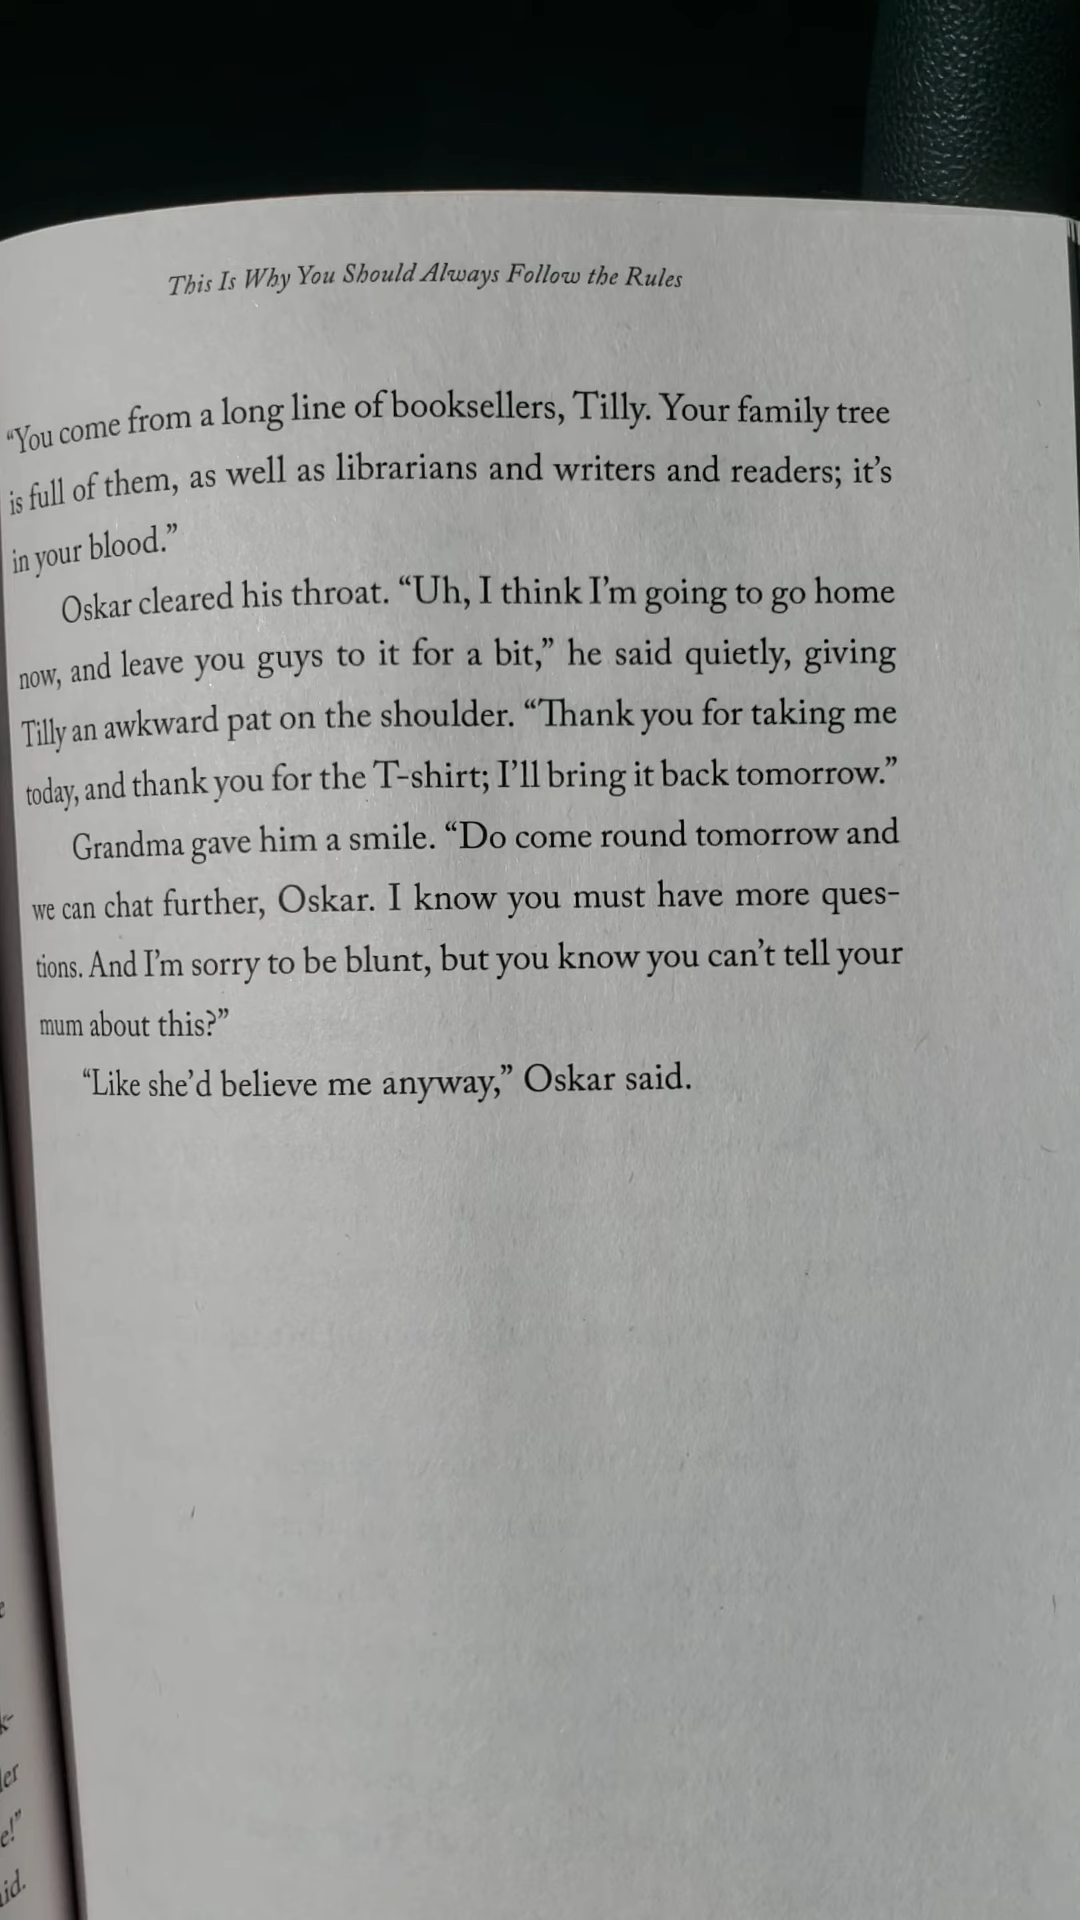 This Is Why You Should Always Follow the Rules
“You come from a long line of booksellers, Tilly. Your family tree
is full of them, as well as librarians and writers and readers; it’s
in your blood.”
Oskar cleared his throat. “Uh, I think I’m going to go home
now, and leave you guys to it for a bit,” he said quietly, giving
Tilly an awkward pat on the shoulder. “Thank you for taking me
today, and thank you for the T-shirt; I’ll bring it back tomorrow.”
Grandma gave him a smile. “Do come round tomorrow and
we can chat further, Oskar. I know you must have more ques-
tions. And I’m sorry to be blunt, but you know you can’t tell your
mum about this?”
“Like she’d believe me anyway,” Oskar said.